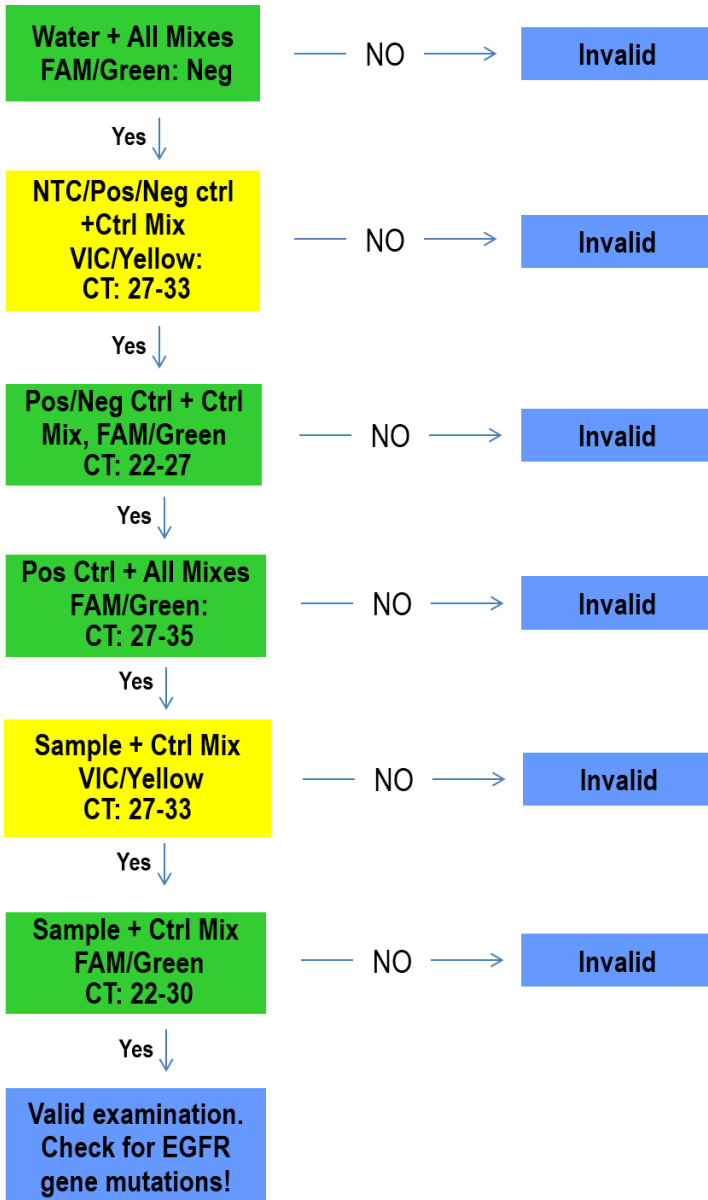 Water + All Mixes
FAM/Green: Neg
NO
Invalid
Yes
NTC/Pos/Neg ctrl
+Ctrl Mix
VIC/Yellow:
CT: 27-33
NO
Invalid
Yes
Pos/Neg Ctrl + Ctrl
Mix, FAM/Green
CT: 22-27
NO
Invalid
Yes
Pos Ctrl + All Mixes
FAM/Green:
CT: 27-35
NO
Invalid
Yes
Sample + Ctrl Mix
VIC/Yellow
CT: 27-33
NO
Invalid
Yes
Sample + Ctrl Mix
FAM/Green
CT: 22-30
NO
Invalid
Yes
Valid examination.
Check for EGFR
gene mutations!